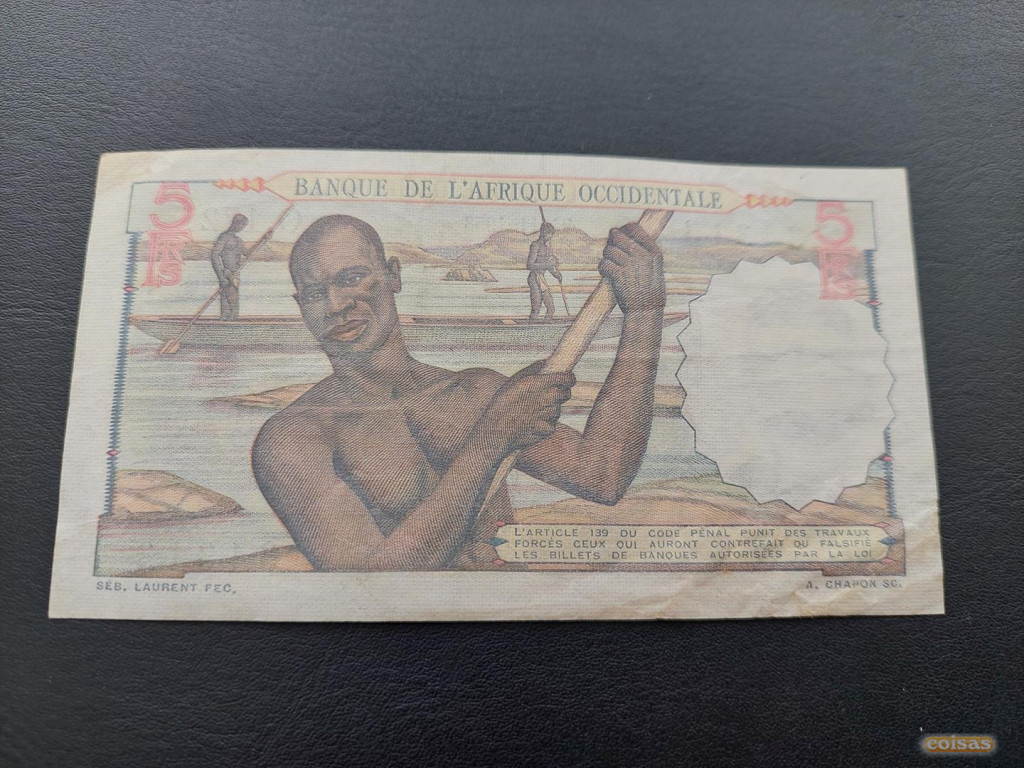 BANQUE DE L'AFRIQUE OCCIDENTALE
5
FRS
5
FRS
L'ARTICLE 139 DU CODE PÉNAL PUNIT DES TRAVAUX
FORCÉS CEUX QUI AURONT CONTREFAIT OU FALSIFIÉ
LES BILLETS DE BANQUES AUTORISÉES PAR LA LOI
SÉB. LAURENT FEC.
A. CHAPON SC.
coisas